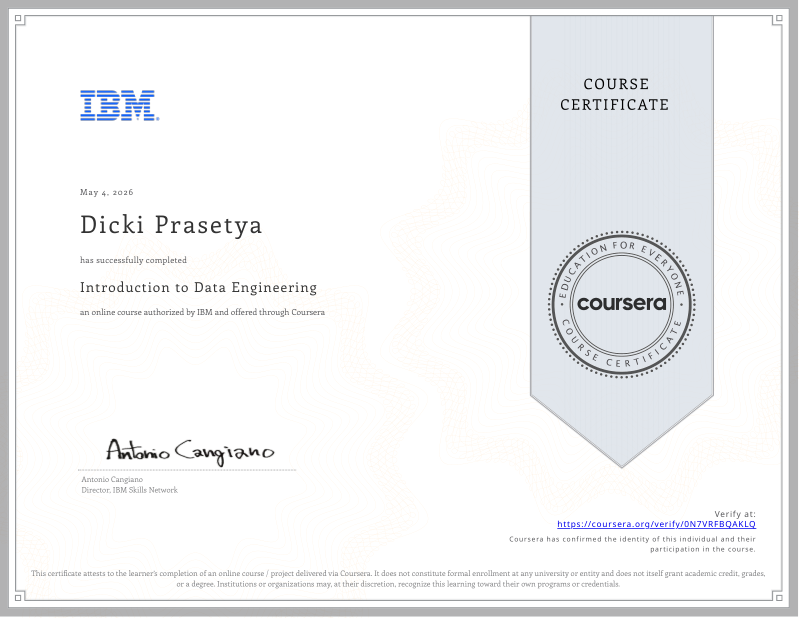 COURSE
CERTIFICATE
IBM
May 4, 2026
Dicki Prasetya
has successfully completed
Introduction to Data Engineering
an online course authorized by IBM and offered through Coursera
EDUCATION FOR EVERYONE
coursera
COURSE CERTIFICATE
Antonio Cangiano
Antonio Cangiano
Director, IBM Skills Network
Verify at:
https://coursera.org/verify/0N7VRFBQAKLQ
Coursera has confirmed the identity of this individual and their
participation in the course.
This certificate attests to the learner's completion of an online course / project delivered via Coursera. It does not constitute formal enrollment at any university or entity and does not itself grant academic credit, grades,
or a degree. Institutions or organizations may, at their discretion, recognize this learning toward their own programs or credentials.